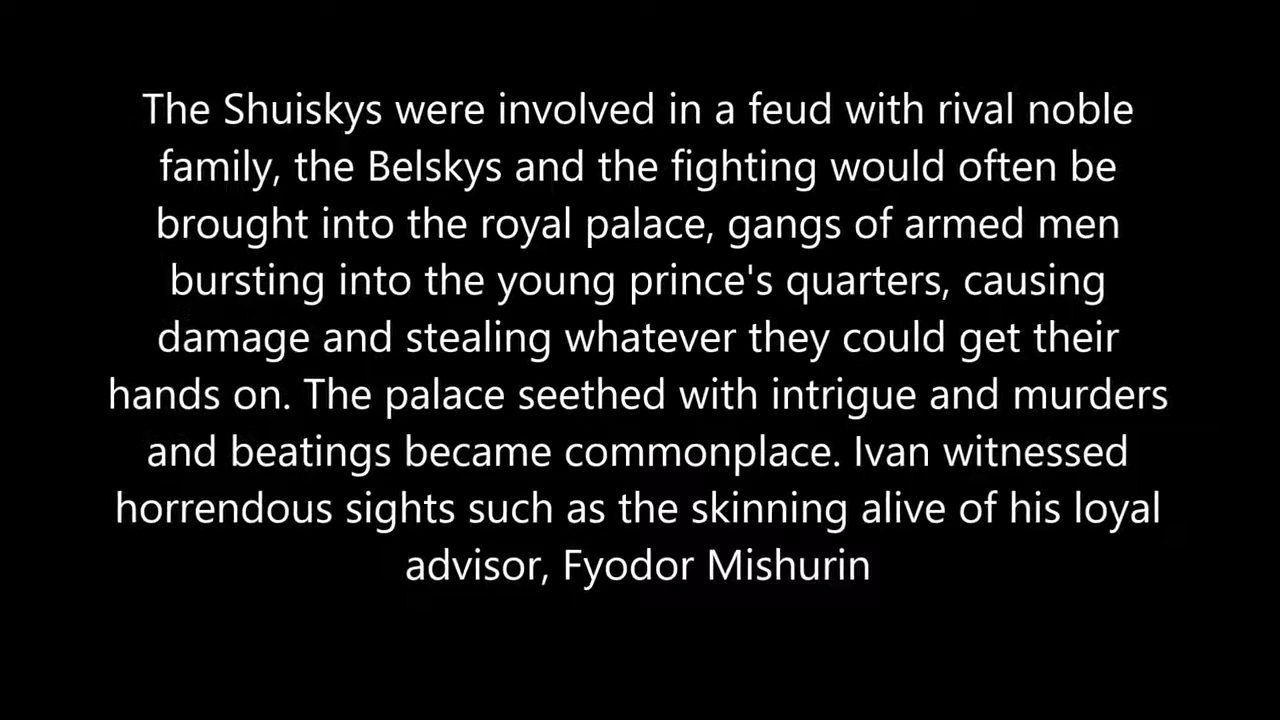 The Shuiskys were involved in a feud with rival noble
family, the Belskys and the fighting would often be
brought into the royal palace, gangs of armed men
bursting into the young prince's quarters, causing
damage and stealing whatever they could get their
hands on. The palace seethed with intrigue and murders
and beatings became commonplace. Ivan witnessed
horrendous sights such as the skinning alive of his loyal
advisor, Fyodor Mishurin